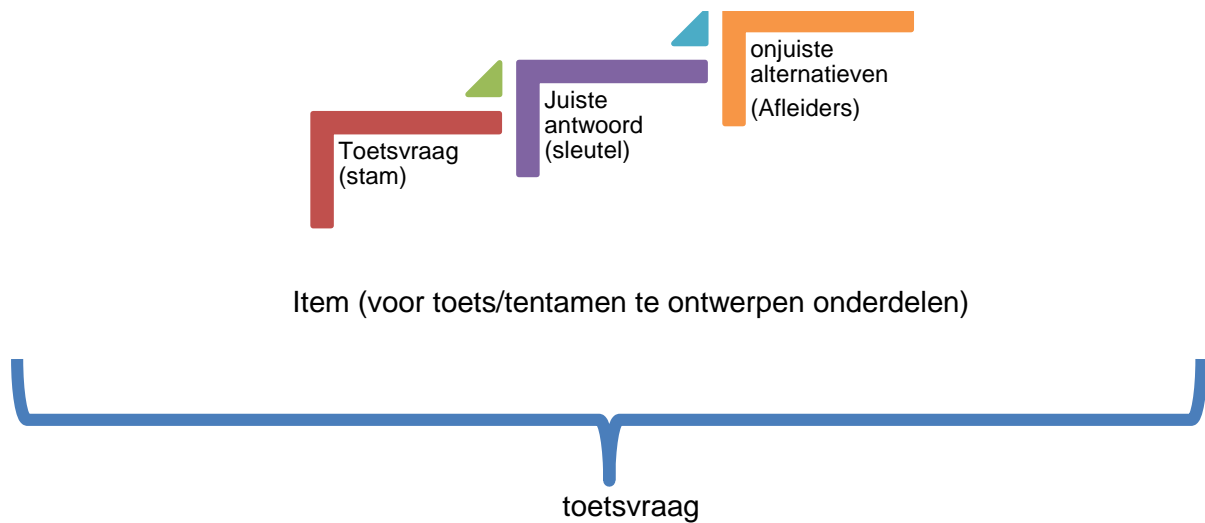 Toetsvraag
(stam)
Juiste
antwoord
(sleutel)
onjuiste
alternatieven
(Afleiders)
Item (voor toets/tentamen te ontwerpen onderdelen)
toetsvraag